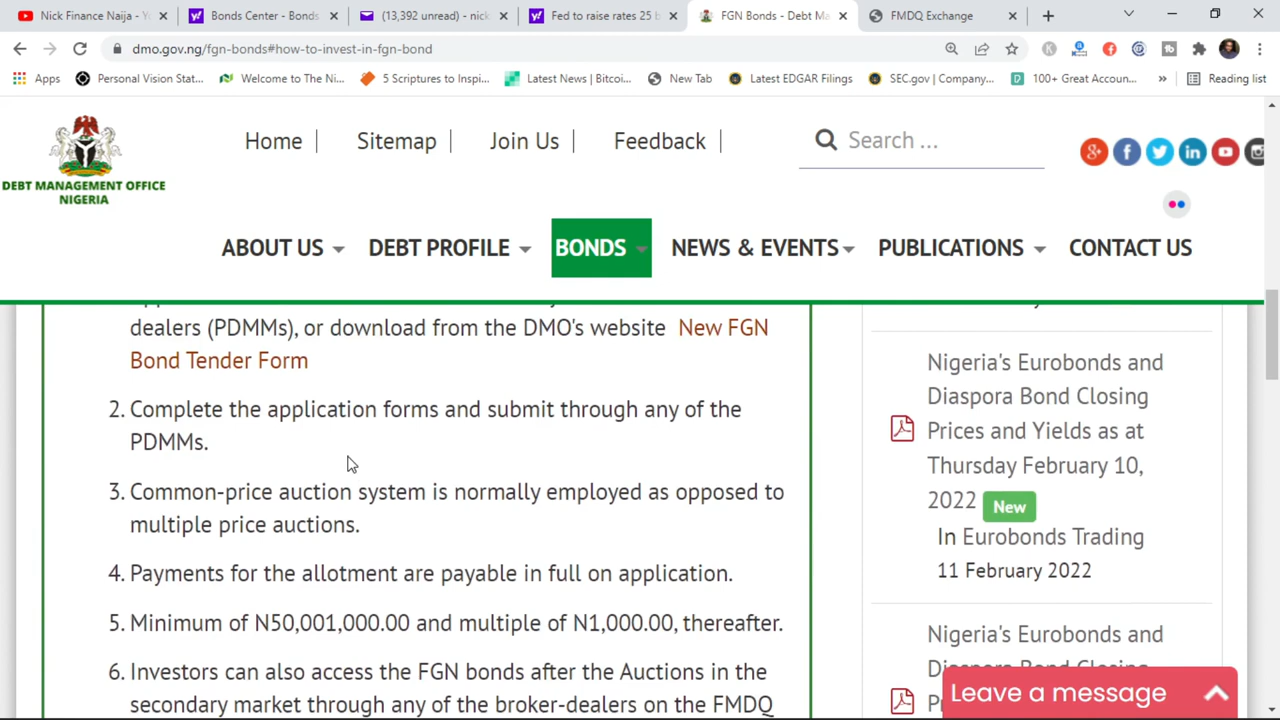 Nick Finance Naija - Y
Bonds Center - Bonds
(13,392 unread) - nick
Fed to raise rates 25 b
FGN Bonds - Debt Ma
FMDQ Exchange
dmo.gov.ng/fgn-bonds#how-to-invest-in-fgn-bond
Apps
Personal Vision Stat...
Welcome to The Ni...
5 Scriptures to Inspi...
Latest News | Bitcoi...
New Tab
Latest EDGAR Filings
SEC.gov | Company...
100+ Great Accoun...
Reading list
Home
Sitemap
Join Us
Feedback
Search ...
DEBT MANAGEMENT OFFICE
NIGERIA
ABOUT US
DEBT PROFILE
BONDS
NEWS & EVENTS
PUBLICATIONS
CONTACT US
dealers (PDMMs), or download from the DMO's website New FGN
Bond Tender Form
2. Complete the application forms and submit through any of the
PDMMs.
3. Common-price auction system is normally employed as opposed to
multiple price auctions.
4. Payments for the allotment are payable in full on application.
5. Minimum of N50,001,000.00 and multiple of N1,000.00, thereafter.
6. Investors can also access the FGN bonds after the Auctions in the
secondary market through any of the broker-dealers on the FMDQ
Nigeria's Eurobonds and
Diaspora Bond Closing
Prices and Yields as at
Thursday February 10,
2022 New
In Eurobonds Trading
11 February 2022
Nigeria's Eurobonds and
Leave a message